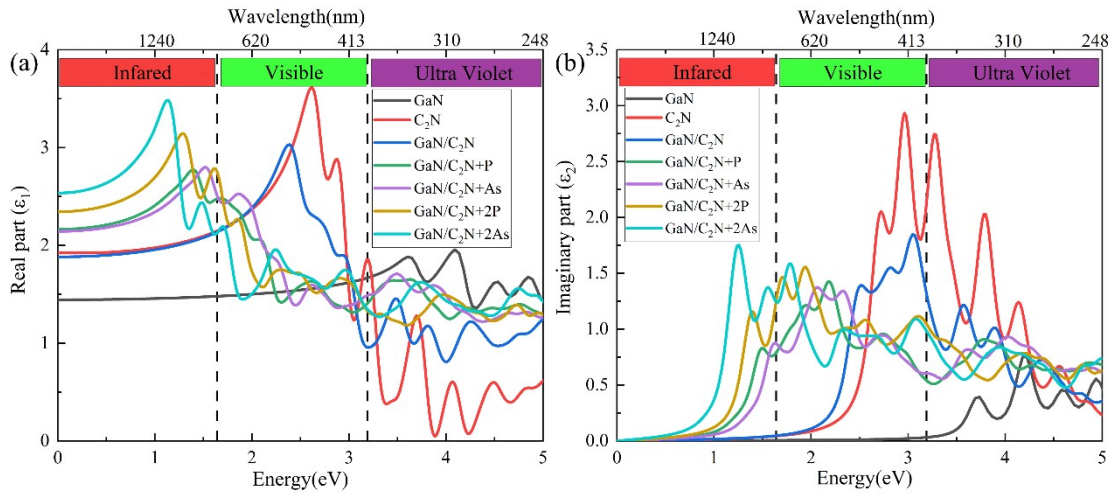 (a)
Wavelength(nm)
1240 620 413 310 248
Infared Visible Ultra Violet
GaN
C₂N
GaN/C₂N
GaN/C₂N+P
GaN/C₂N+As
GaN/C₂N+2P
GaN/C₂N+2As
Real part (ε₁)
4
3
2
1
0
0 1 2 3 4 5
Energy(eV)
(b)
Wavelength(nm)
1240 620 413 310 248
Infared Visible Ultra Violet
GaN
C₂N
GaN/C₂N
GaN/C₂N+P
GaN/C₂N+As
GaN/C₂N+2P
GaN/C₂N+2As
Imaginary part (ε₂)
3.5
3.0
2.5
2.0
1.5
1.0
0.5
0.0
0 1 2 3 4 5
Energy(eV)